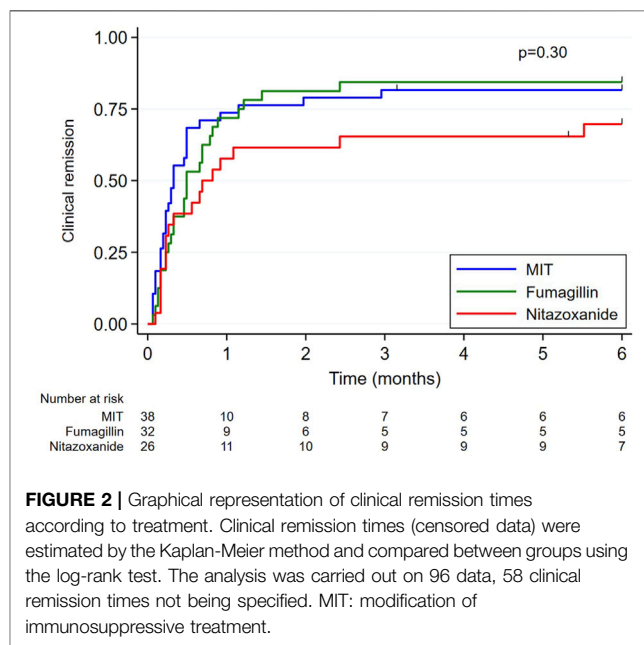 1.00
p=0.30
0.75
0.50
0.25
0.00
Clinical remission
MIT
Fumagillin
Nitazoxanide
0 1 2 3 4 5 6
Time (months)
Number at risk
MIT 38 10 8 7 6 6 6
Fumagillin 32 9 6 5 5 5 5
Nitazoxanide 26 11 10 9 9 9 7
FIGURE 2 | Graphical representation of clinical remission times
according to treatment. Clinical remission times (censored data) were
estimated by the Kaplan-Meier method and compared between groups using
the log-rank test. The analysis was carried out on 96 data, 58 clinical
remission times not being specified. MIT: modification of
immunosuppressive treatment.